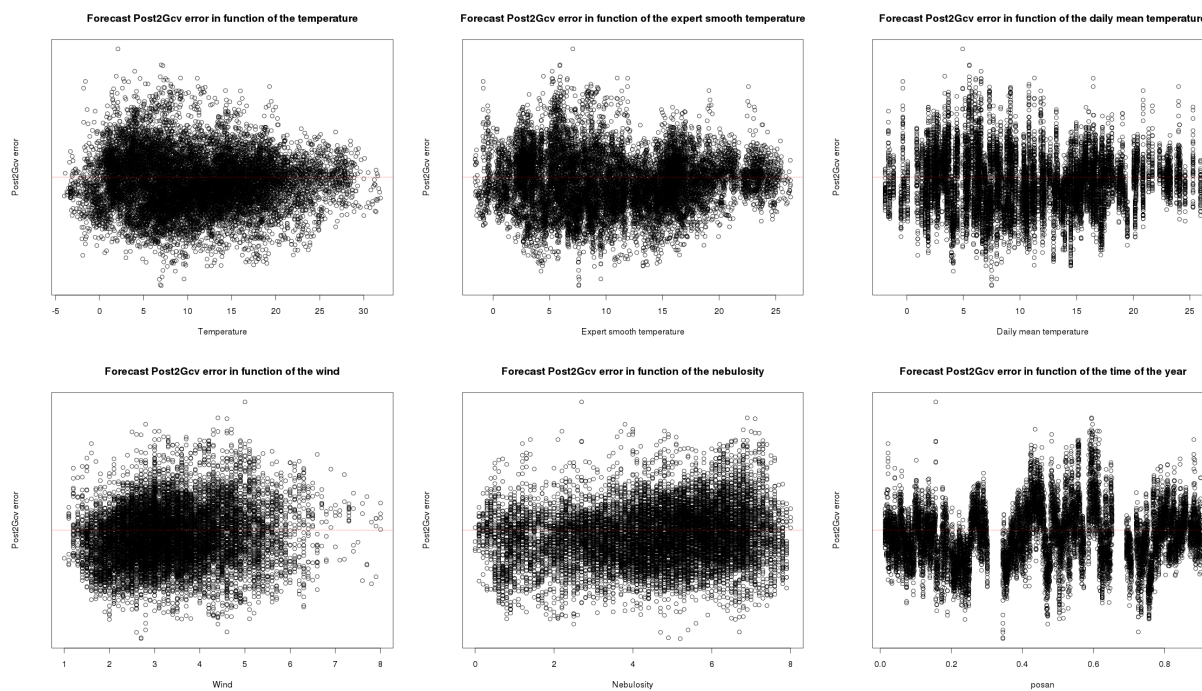 Forecast Post2Gcv error in function of the temperature
Forecast Post2Gcv error in function of the expert smooth temperature
Forecast Post2Gcv error in function of the daily mean temperature
Post2Gcv error
Post2Gcv error
Post2Gcv error
-5 0 5 10 15 20 25 30
0 5 10 15 20 25
0 5 10 15 20 25
Temperature
Expert smooth temperature
Daily mean temperature
Forecast Post2Gcv error in function of the wind
Forecast Post2Gcv error in function of the nebulosity
Forecast Post2Gcv error in function of the time of the year
Post2Gcv error
Post2Gcv error
Post2Gcv error
1 2 3 4 5 6 7 8
0 2 4 6 8
0.0 0.2 0.4 0.6 0.8
Wind
Nebulosity
posan